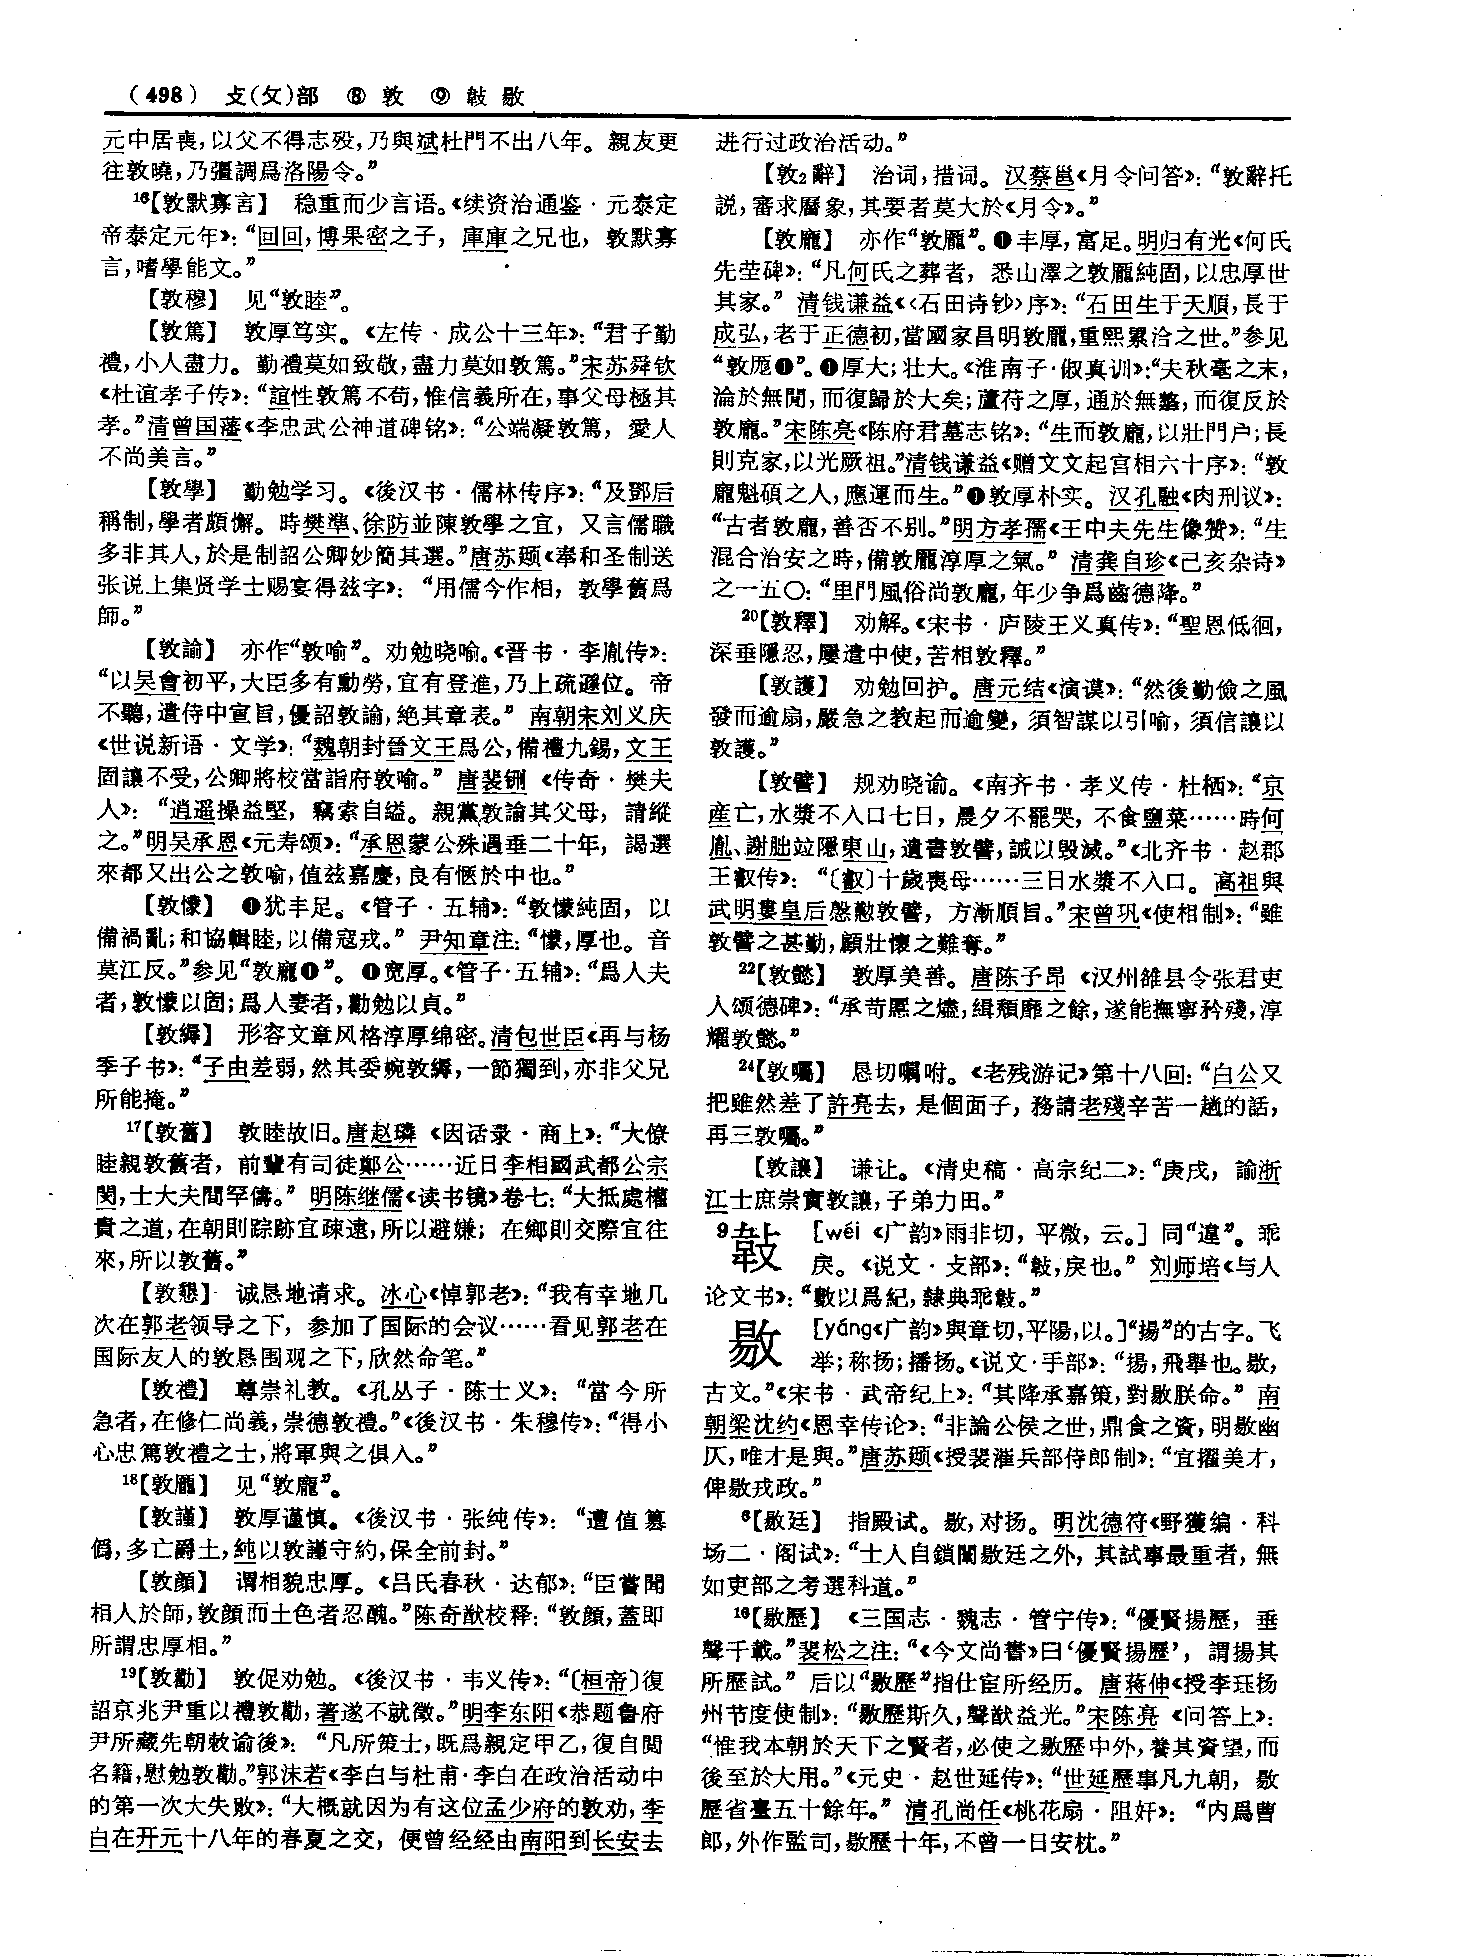 （498） 攴(攵)部 ⑧ 敦 ⑨ 敼 敭
元中居喪，以父不得志殁，乃與斌杜門不出八年。親友更
往敦曉，乃彊調爲洛陽令。”
16【敦默寡言】 稳重而少言语。《续资治通鉴·元泰定
帝泰定元年》：“回回，博果密之子，庫庫之兄也，敦默寡
言，嗜學能文。”
【敦穆】 见“敦睦”。
【敦篤】 敦厚笃实。《左传·成公十三年》：“君子勤
禮，小人盡力。勤禮莫如致敬，盡力莫如敦篤。”宋苏舜钦
《杜谊孝子传》：“誼性敦篤不苟，惟信義所在，事父母極其
孝。”清曾国藩《李忠武公神道碑铭》：“公端凝敦篤，愛人
不尚美言。”
【敦學】 勤勉学习。《後汉书·儒林传序》：“及鄧后
稱制，學者頗懈。時樊準、徐防並陳敦學之宜，又言儒職
多非其人，於是制詔公卿妙簡其選。”唐苏颋《奉和圣制送
张说上集贤学士赐宴得兹字》：“用儒今作相，敦學舊爲
師。”
【敦諭】 亦作“敦喻”。劝勉晓喻。《晋书·李胤传》：
“以吴會初平，大臣多有勳勞，宜有登進，乃上疏遜位。帝
不聽，遣侍中宣旨，優詔敦諭，絶其章表。”南朝宋刘义庆
《世说新语·文学》：“魏朝封晉文王爲公，備禮九錫，文王
固讓不受，公卿將校當詣府敦喻。”唐裴铏《传奇·樊夫
人》：“逍遥操益堅，竊索自縊。親黨敦諭其父母，請縱
之。”明吴承恩《元寿颂》：“承恩蒙公殊遇垂二十年，謁選
來都又出公之敦喻，值兹嘉慶，良有愜於中也。”
【敦懞】 ❶犹丰足。《管子·五辅》：“敦懞純固，以
備禍亂；和協輯睦，以備寇戎。”尹知章注：“懞，厚也。音
莫江反。”参见“敦龐❶”。❶宽厚。《管子·五辅》：“爲人夫
者，敦懞以固；爲人妻者，勸勉以貞。”
【敦縟】 形容文章风格淳厚绵密。清包世臣《再与杨
季子书》：“子由差弱，然其委婉敦縟，一節獨到，亦非父兄
所能掩。”
17【敦舊】 敦睦故旧。唐赵璘《因话录·商上》：“大僚
睦親敦舊者，前輩有司徒鄭公……近日李相國武都公宗
閔，士大夫間罕儔。”明陈继儒《读书镜》卷七：“大抵處權
貴之道，在朝則踪跡宜疎遠，所以避嫌；在鄉則交際宜往
來，所以敦舊。”
【敦懇】 诚恳地请求。冰心《悼郭老》：“我有幸地几
次在郭老领导之下，参加了国际的会议……看见郭老在
国际友人的敦恳围观之下，欣然命笔。”
【敦禮】 尊崇礼教。《孔丛子·陈士义》：“當今所
急者，在修仁尚義，崇德敦禮。”《後汉书·朱穆传》：“得小
心忠篤敦禮之士，將軍與之俱入。”
18【敦龎】 见“敦龐”。
【敦謹】 敦厚谨慎。《後汉书·张纯传》：“遭值篡
僞，多亡爵土，純以敦謹守約，保全前封。”
【敦顔】 谓相貌忠厚。《吕氏春秋·达郁》：“臣嘗聞
相人於師，敦顔而土色者忍醜。”陈奇猷校释：“敦顔，蓋即
所謂忠厚相。”
19【敦勸】 敦促劝勉。《後汉书·韦义传》：“〔桓帝〕復
詔京兆尹重以禮敦勸，著遂不就徵。”明李东阳《恭题鲁府
尹所藏先朝敕谕後》：“凡所策士，既爲親定甲乙，復自閲
名籍，慰勉敦勸。”郭沫若《李白与杜甫·李白在政治活动中
的第一次大失败》：“大概就因为有这位孟少府的敦劝，李
白在开元十八年的春夏之交，便曾经经由南阳到长安去
进行过政治活动。”
【敦2辭】 治词，措词。汉蔡邕《月令问答》：“敦辭托
説，審求曆象，其要者莫大於《月令》。”
【敦龐】 亦作“敦龎”。❶丰厚，富足。明归有光《何氏
先茔碑》：“凡何氏之葬者，悉山澤之敦龎純固，以忠厚世
其家。”清钱谦益《〈石田诗钞〉序》：“石田生于天順，長于
成弘，老于正德初，當國家昌明敦龎，重熙累洽之世。”参见
“敦厖❶”。❶厚大；壮大。《淮南子·俶真训》：“夫秋毫之末，
淪於無間，而復歸於大矣；蘆苻之厚，通於無𡐨，而復反於
敦龐。”宋陈亮《陈府君墓志铭》：“生而敦龐，以壯門户；長
則克家，以光厥祖。”清钱谦益《赠文文起宫相六十序》：“敦
龐魁碩之人，應運而生。”❶敦厚朴实。汉孔融《肉刑议》：
“古者敦龐，善否不别。”明方孝孺《王中夫先生像赞》：“生
混合治安之時，備敦龎淳厚之氣。”清龚自珍《己亥杂诗》
之一五〇：“里門風俗尚敦龐，年少争爲齒德降。”
20【敦釋】 劝解。《宋书·庐陵王义真传》：“聖恩低徊，
深垂隱忍，屢遣中使，苦相敦釋。”
【敦護】 劝勉回护。唐元结《演谟》：“然後勤儉之風
發而逾扇，嚴急之教起而逾變，須智謀以引喻，須信讓以
敦護。”
【敦譬】 规劝晓谕。《南齐书·孝义传·杜栖》：“京
産亡，水漿不入口七日，晨夕不罷哭，不食鹽菜……時何
胤、謝朏竝隱東山，遺書敦譬，誠以毁滅。”《北齐书·赵郡
王叡传》：“〔叡〕十歲喪母……三日水漿不入口。高祖與
武明婁皇后慇懃敦譬，方漸順旨。”宋曾巩《使相制》：“雖
敦譬之甚勤，顧壯懷之難奪。”
22【敦懿】 敦厚美善。唐陈子昂《汉州雒县令张君吏
人颂德碑》：“承苛慝之燼，緝頹靡之餘，遂能撫寧矜殘，淳
耀敦懿。”
24【敦囑】 恳切嘱咐。《老残游记》第十八回：“白公又
把雖然差了許亮去，是個面子，務請老殘辛苦一趟的話，
再三敦囑。”
【敦讓】 谦让。《清史稿·高宗纪二》：“庚戌，諭浙
江士庶崇實敦讓，子弟力田。”
9敼 ［wéi《广韵》雨非切，平微，云。］同“違”。乖
戾。《说文·攴部》：“敼，戾也。”刘师培《与人
论文书》：“數以爲紀，隸典乖敼。”
敭 ［yáng《广韵》與章切，平陽，以。］“揚”的古字。飞
举；称扬；播扬。《说文·手部》：“揚，飛舉也。敭，
古文。”《宋书·武帝纪上》：“其降承嘉策，對敭朕命。”南
朝梁沈约《恩幸传论》：“非論公侯之世，鼎食之資，明敭幽
仄，唯才是與。”唐苏颋《授裴漼兵部侍郎制》：“宜擢美才，
俾敭戎政。”
6【敭廷】 指殿试。敭，对扬。明沈德符《野獲编·科
场二·阁试》：“士人自鎖闈敭廷之外，其試事最重者，無
如吏部之考選科道。”
16【敭歷】 《三国志·魏志·管宁传》：“優賢揚歷，垂
聲千載。”裴松之注：“《今文尚書》曰‘優賢揚歷’，謂揚其
所歷試。”后以“敭歷”指仕宦所经历。唐蒋伸《授李珏扬
州节度使制》：“敭歷斯久，聲猷益光。”宋陈亮《问答上》：
“惟我本朝於天下之賢者，必使之敭歷中外，養其資望，而
後至於大用。”《元史·赵世延传》：“世延歷事凡九朝，敭
歷省臺五十餘年。”清孔尚任《桃花扇·阻奸》：“内爲曹
郎，外作監司，敭歷十年，不曾一日安枕。”